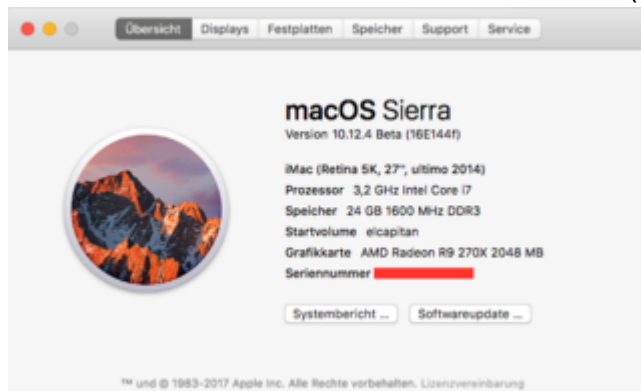 Übersicht Displays Festplatten Speicher Support Service
macOS Sierra
Version 10.12.4 Beta (16E144f)
iMac (Retina 5K, 27", ultimo 2014)
Prozessor 3,2 GHz Intel Core i7
Speicher 24 GB 1600 MHz DDR3
Startvolume elcapitan
Grafikkarte AMD Radeon R9 270X 2048 MB
Seriennummer
Systembericht ... Softwareupdate ...
™ und © 1983-2017 Apple Inc. Alle Rechte vorbehalten. Lizenzvereinbarung